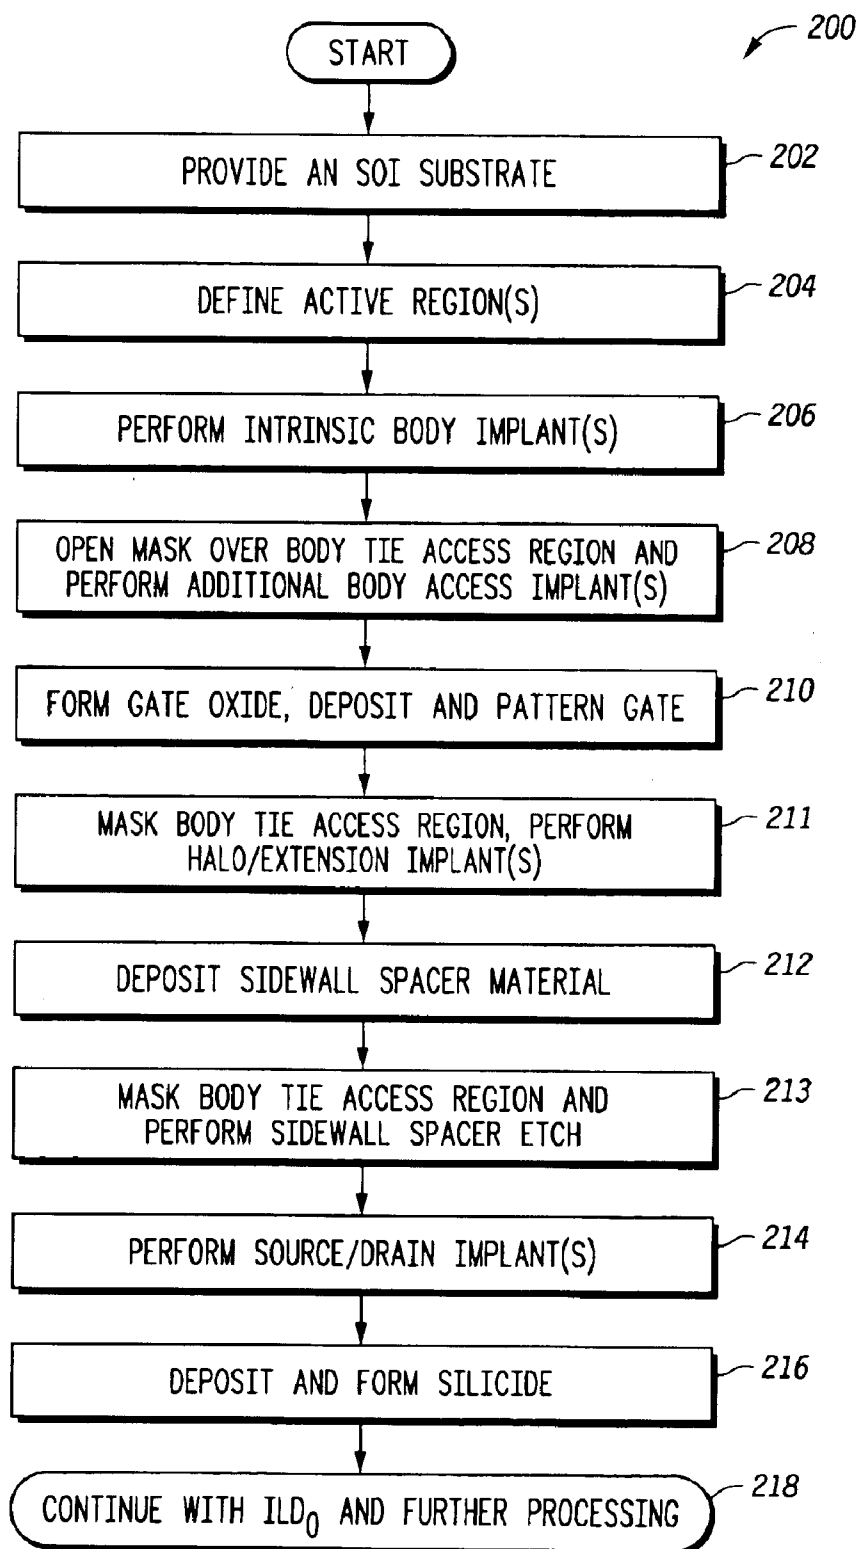 200
START
PROVIDE AN SOI SUBSTRATE
202
DEFINE ACTIVE REGION(S)
204
PERFORM INTRINSIC BODY IMPLANT(S)
206
OPEN MASK OVER BODY TIE ACCESS REGION AND
PERFORM ADDITIONAL BODY ACCESS IMPLANT(S)
208
FORM GATE OXIDE, DEPOSIT AND PATTERN GATE
210
MASK BODY TIE ACCESS REGION, PERFORM
HALO/EXTENSION IMPLANT(S)
211
DEPOSIT SIDEWALL SPACER MATERIAL
212
MASK BODY TIE ACCESS REGION AND
PERFORM SIDEWALL SPACER ETCH
213
PERFORM SOURCE/DRAIN IMPLANT(S)
214
DEPOSIT AND FORM SILICIDE
216
CONTINUE WITH ILD₀ AND FURTHER PROCESSING
218